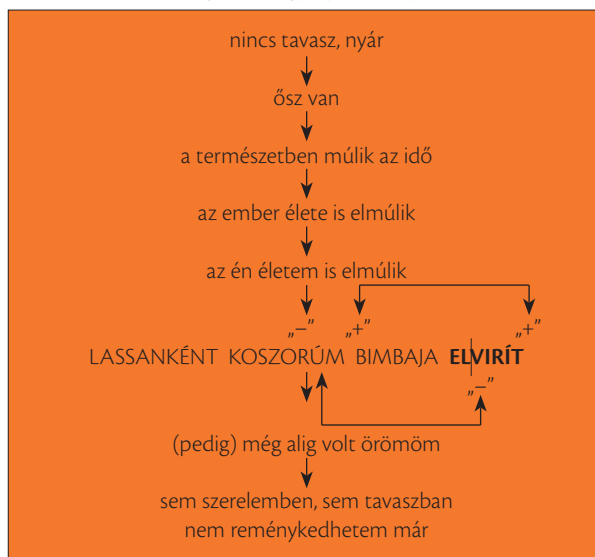 nincs tavasz, nyár
ősz van
a természetben múlik az idő
az ember élete is elmúlik
az én életem is elmúlik
„–” „+” „+”
LASSANKÉNT KOSZORÚM BIMBAJA ELVIRÍT
„–”
(pedig) még alig volt örömöm
sem szerelemben, sem tavaszban
nem reménykedhetem már